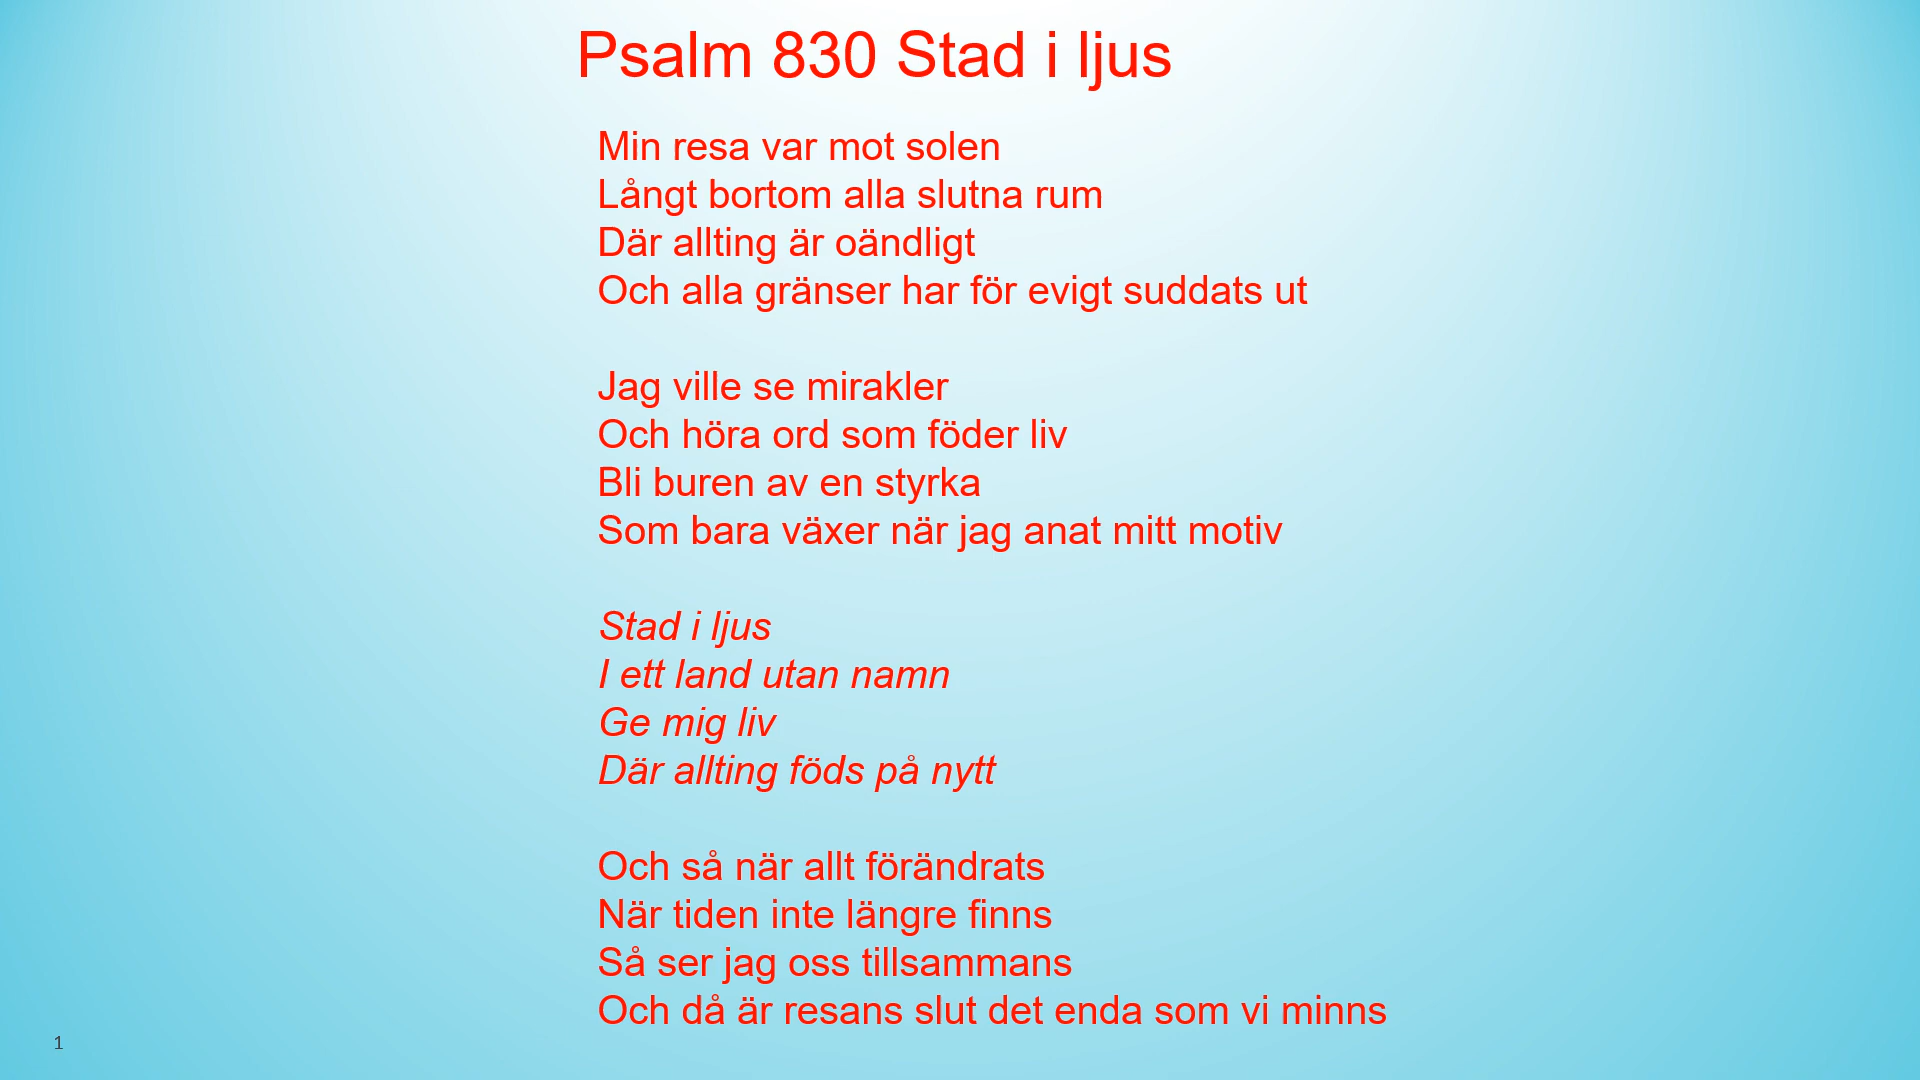 Psalm 830 Stad i ljus
Min resa var mot solen
Långt bortom alla slutna rum
Där allting är oändligt
Och alla gränser har för evigt suddats ut
Jag ville se mirakler
Och höra ord som föder liv
Bli buren av en styrka
Som bara växer när jag anat mitt motiv
Stad i ljus
I ett land utan namn
Ge mig liv
Där allting föds på nytt
Och så när allt förändrats
När tiden inte längre finns
Så ser jag oss tillsammans
Och då är resans slut det enda som vi minns
1